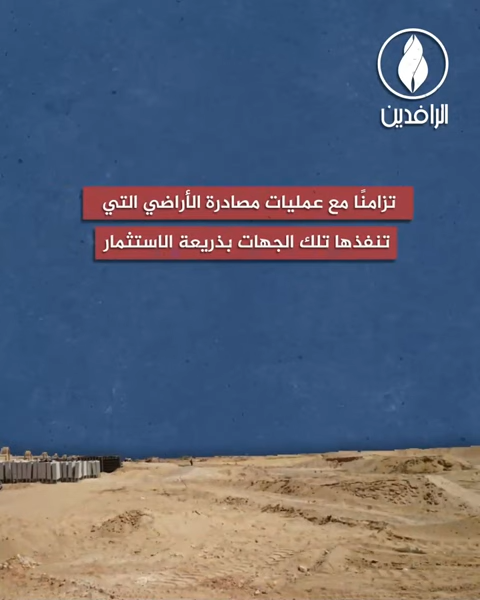 الرافدين
تزامنًا مع عمليات مصادرة الأراضي التي
تنفذها تلك الجهات بذريعة الاستثمار